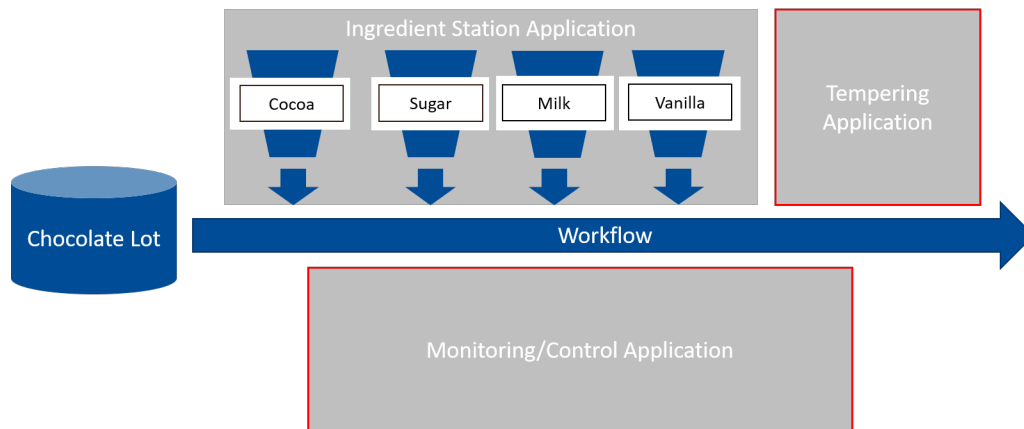 Ingredient Station Application
Cocoa
Sugar
Milk
Vanilla
Tempering
Application
Chocolate Lot
Workflow
Monitoring/Control Application